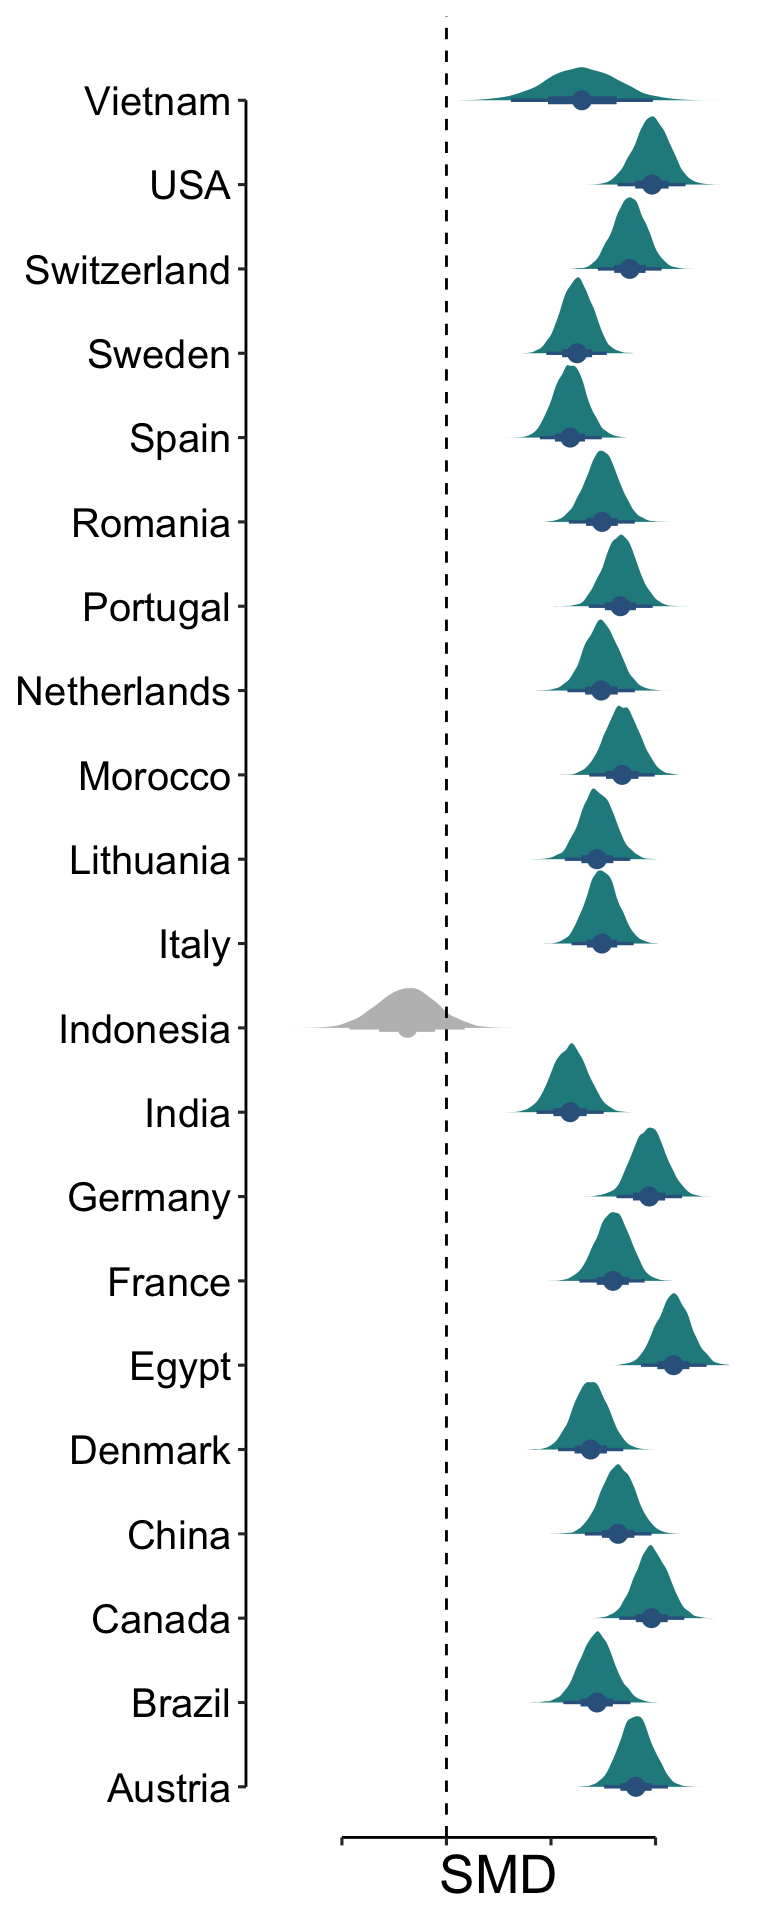 Vietnam
USA
Switzerland
Sweden
Spain
Romania
Portugal
Netherlands
Morocco
Lithuania
Italy
Indonesia
India
Germany
France
Egypt
Denmark
China
Canada
Brazil
Austria
SMD